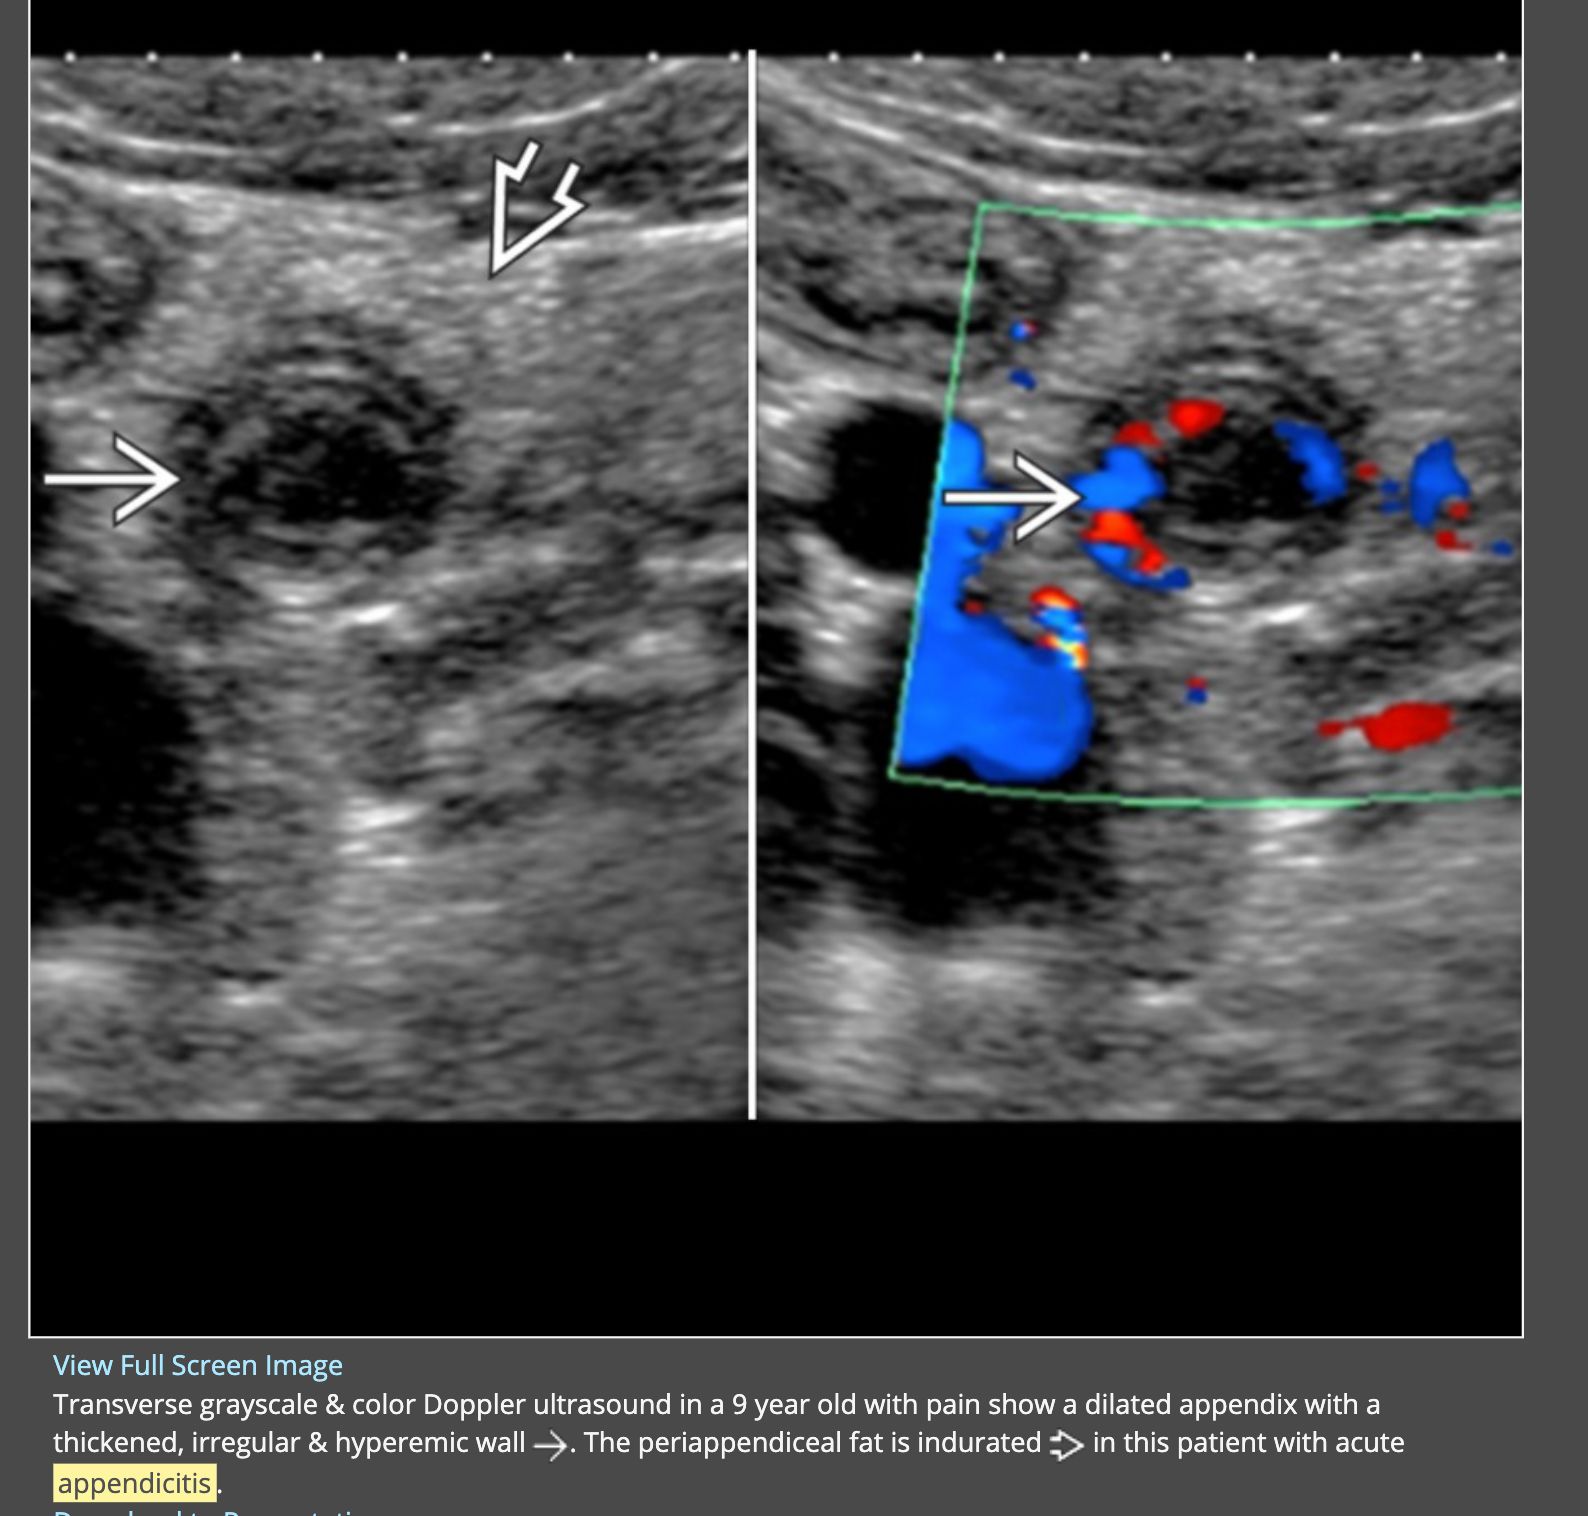 View Full Screen Image
Transverse grayscale & color Doppler ultrasound in a 9 year old with pain show a dilated appendix with a
thickened, irregular & hyperemic wall →. The periappendiceal fat is indurated ⇨ in this patient with acute
appendicitis.